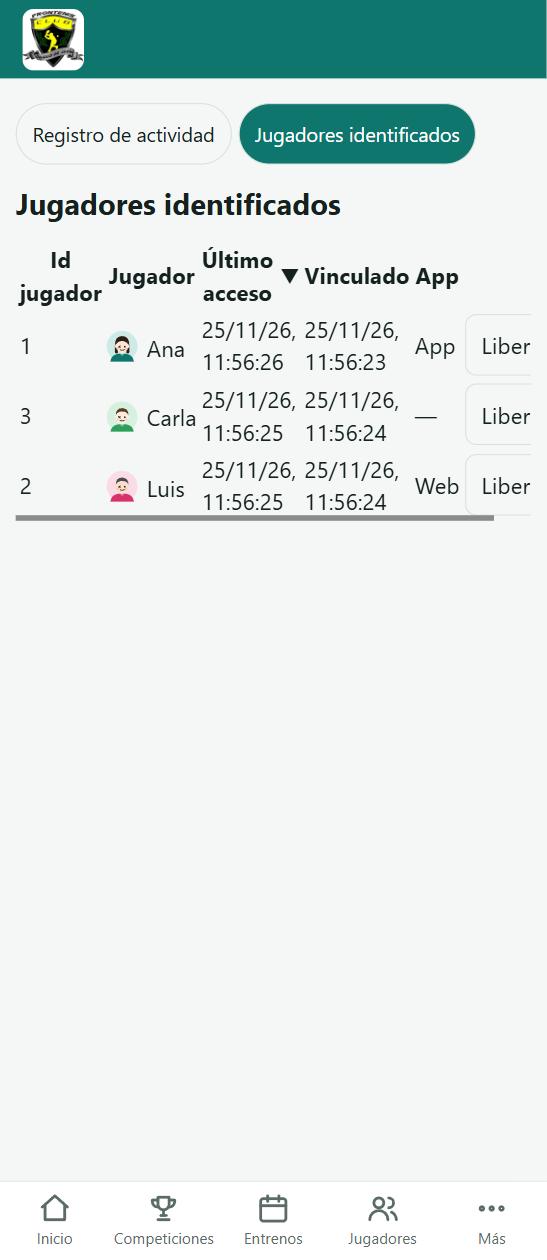 FRONTENIS
CLUB
Registro de actividad
Jugadores identificados
Jugadores identificados
Id jugador
Jugador
Último acceso ▼
Vinculado
App
1
Ana
25/11/26, 11:56:26
25/11/26, 11:56:23
App
Liber
3
Carla
25/11/26, 11:56:25
25/11/26, 11:56:24
—
Liber
2
Luis
25/11/26, 11:56:25
25/11/26, 11:56:24
Web
Liber
Inicio
Competiciones
Entrenos
Jugadores
Más